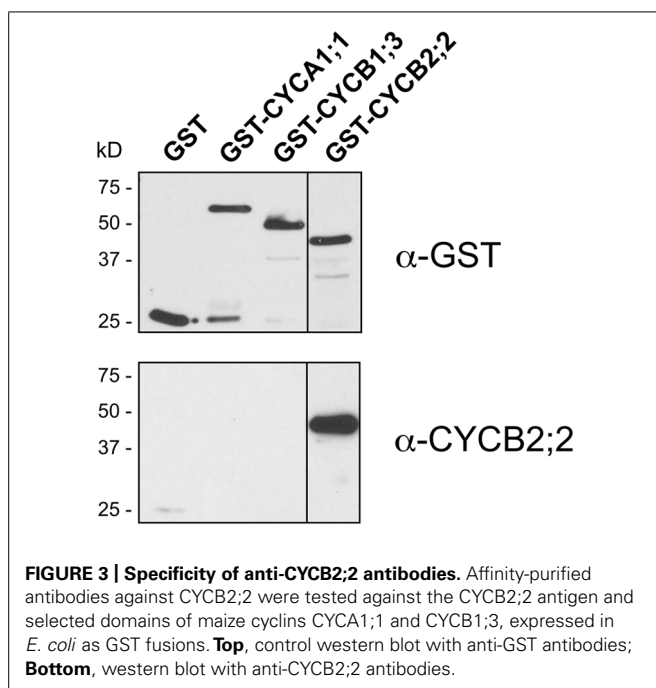 GST
GST-CYCA1;1
GST-CYCB1;3
GST-CYCB2;2
kD
75 -
50 -
37 -
25 -
α-GST
75 -
50 -
37 -
25 -
α-CYCB2;2
FIGURE 3 | Specificity of anti-CYCB2;2 antibodies. Affinity-purified
antibodies against CYCB2;2 were tested against the CYCB2;2 antigen and
selected domains of maize cyclins CYCA1;1 and CYCB1;3, expressed in
E. coli as GST fusions. Top, control western blot with anti-GST antibodies;
Bottom, western blot with anti-CYCB2;2 antibodies.